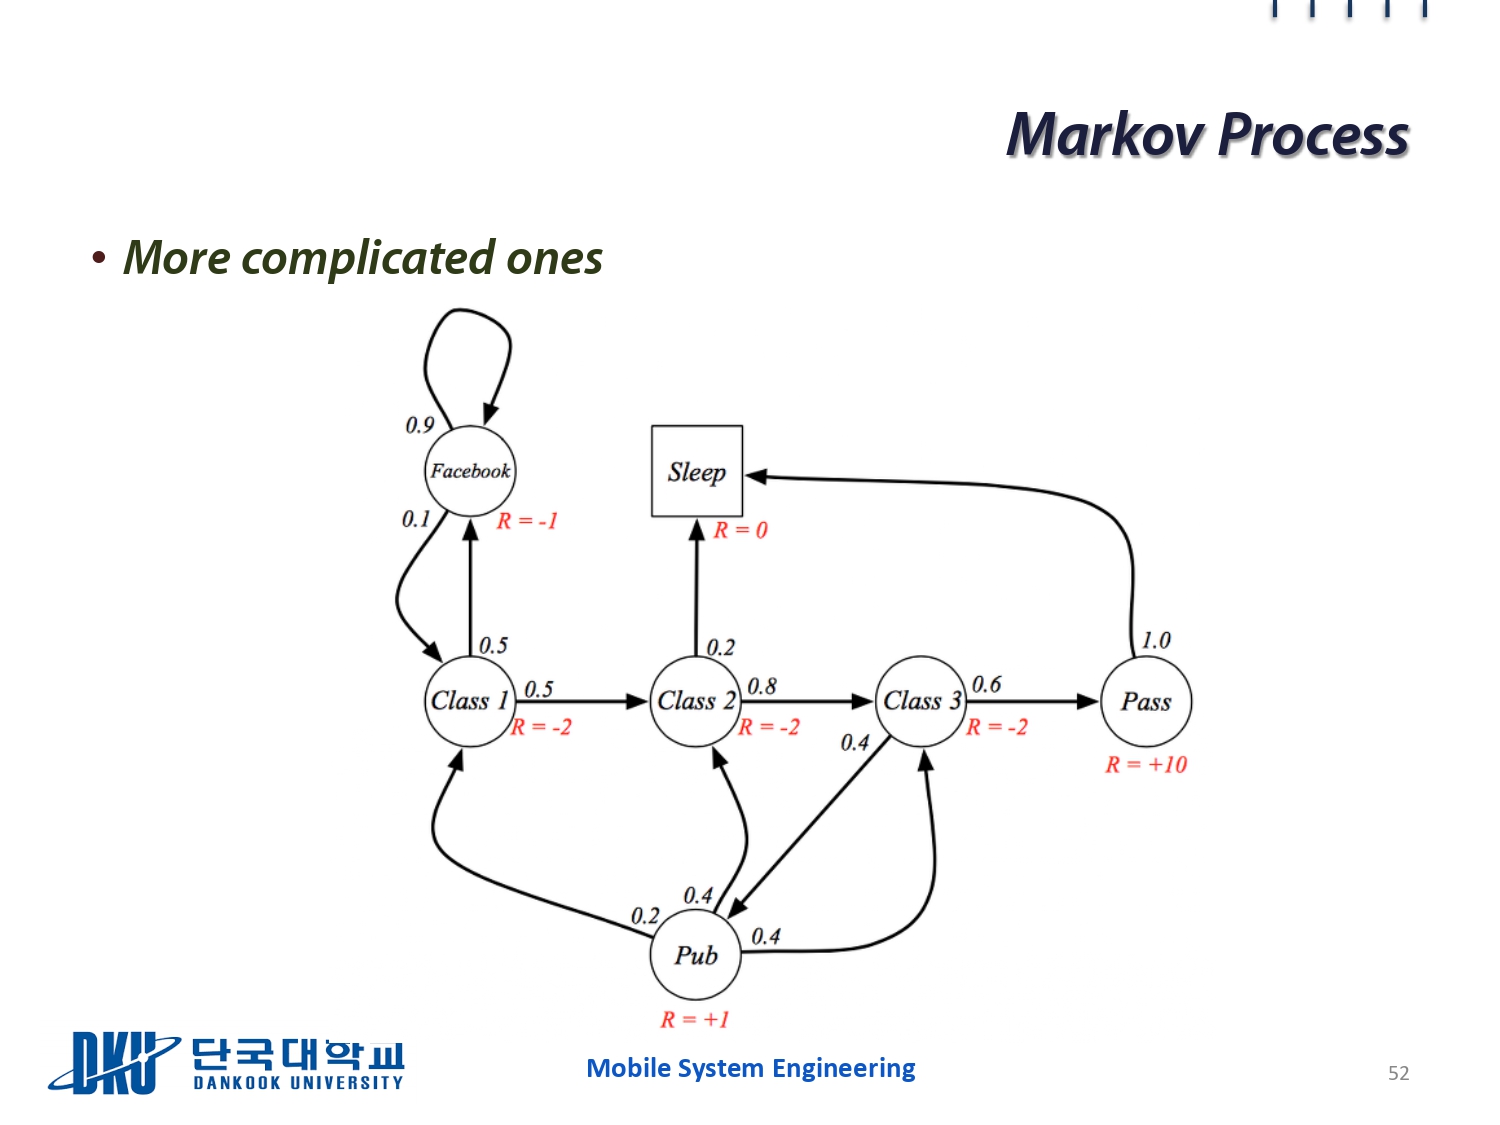 Markov Process
• More complicated ones
0.9
Facebook
0.1
R = -1
Sleep
R = 0
0.5
0.2
1.0
Class 1
0.5
R = -2
Class 2
0.8
R = -2
Class 3
0.6
R = -2
Pass
R = +10
0.4
0.2
0.4
0.4
Pub
R = +1
DKU 단국대학교
DANKOOK UNIVERSITY
Mobile System Engineering
52